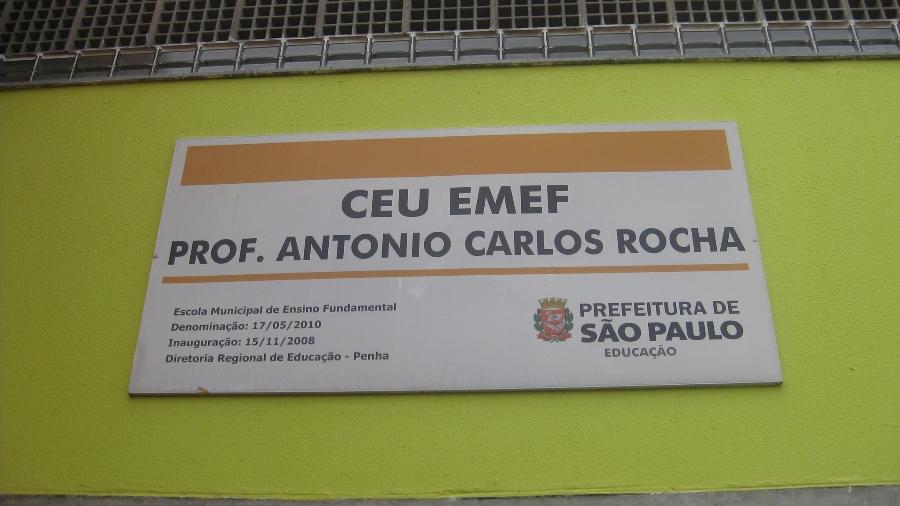 CEU EMEF
PROF. ANTONIO CARLOS ROCHA
Escola Municipal de Ensino Fundamental
Denominação: 17/05/2010
Inauguração: 15/11/2008
Diretoria Regional de Educação - Penha
PREFEITURA DE
SÃO PAULO
EDUCAÇÃO